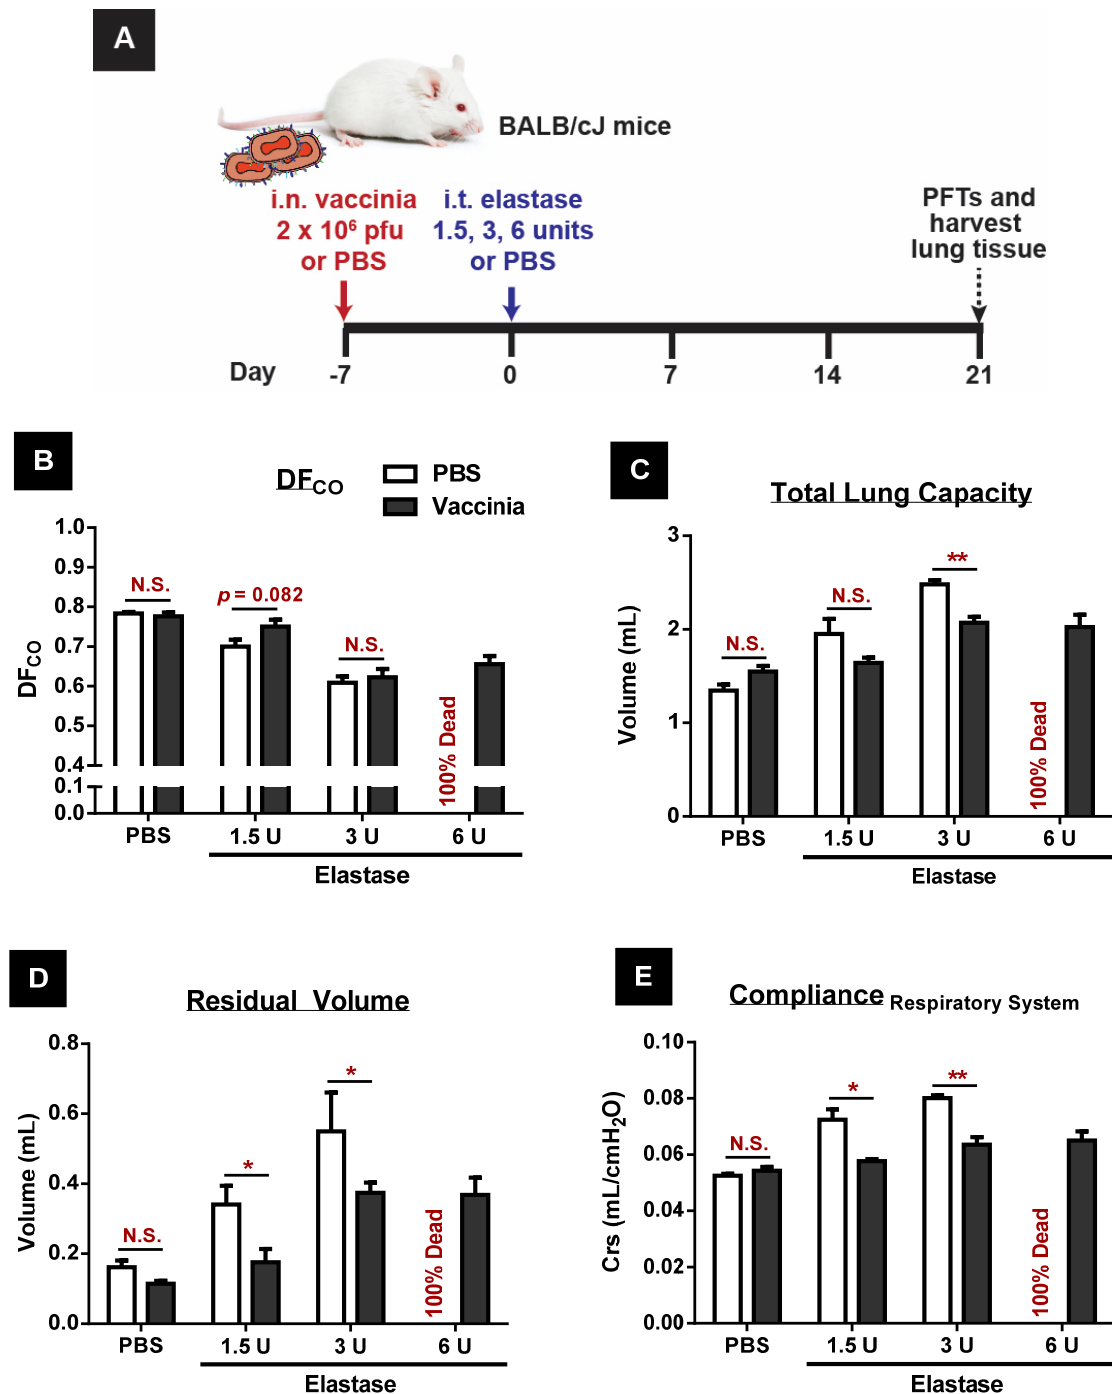 A
BALB/cJ mice
i.n. vaccinia
2 x 10⁶ pfu
or PBS
i.t. elastase
1.5, 3, 6 units
or PBS
PFTs and
harvest
lung tissue
Day
-7
0
7
14
21
B
DF_CO
PBS
Vaccinia
DF_CO
1.0
0.9
0.8
0.7
0.6
0.5
0.4
0.1
0.0
N.S.
p = 0.082
N.S.
100% Dead
PBS
1.5 U
3 U
6 U
Elastase
C
Total Lung Capacity
Volume (mL)
3
2
1
0
N.S.
N.S.
**
100% Dead
PBS
1.5 U
3 U
6 U
Elastase
D
Residual Volume
Volume (mL)
0.8
0.6
0.4
0.2
0.0
N.S.
*
*
100% Dead
PBS
1.5 U
3 U
6 U
Elastase
E
Compliance Respiratory System
Crs (mL/cmH₂O)
0.10
0.08
0.06
0.04
0.02
0.00
N.S.
*
**
100% Dead
PBS
1.5 U
3 U
6 U
Elastase